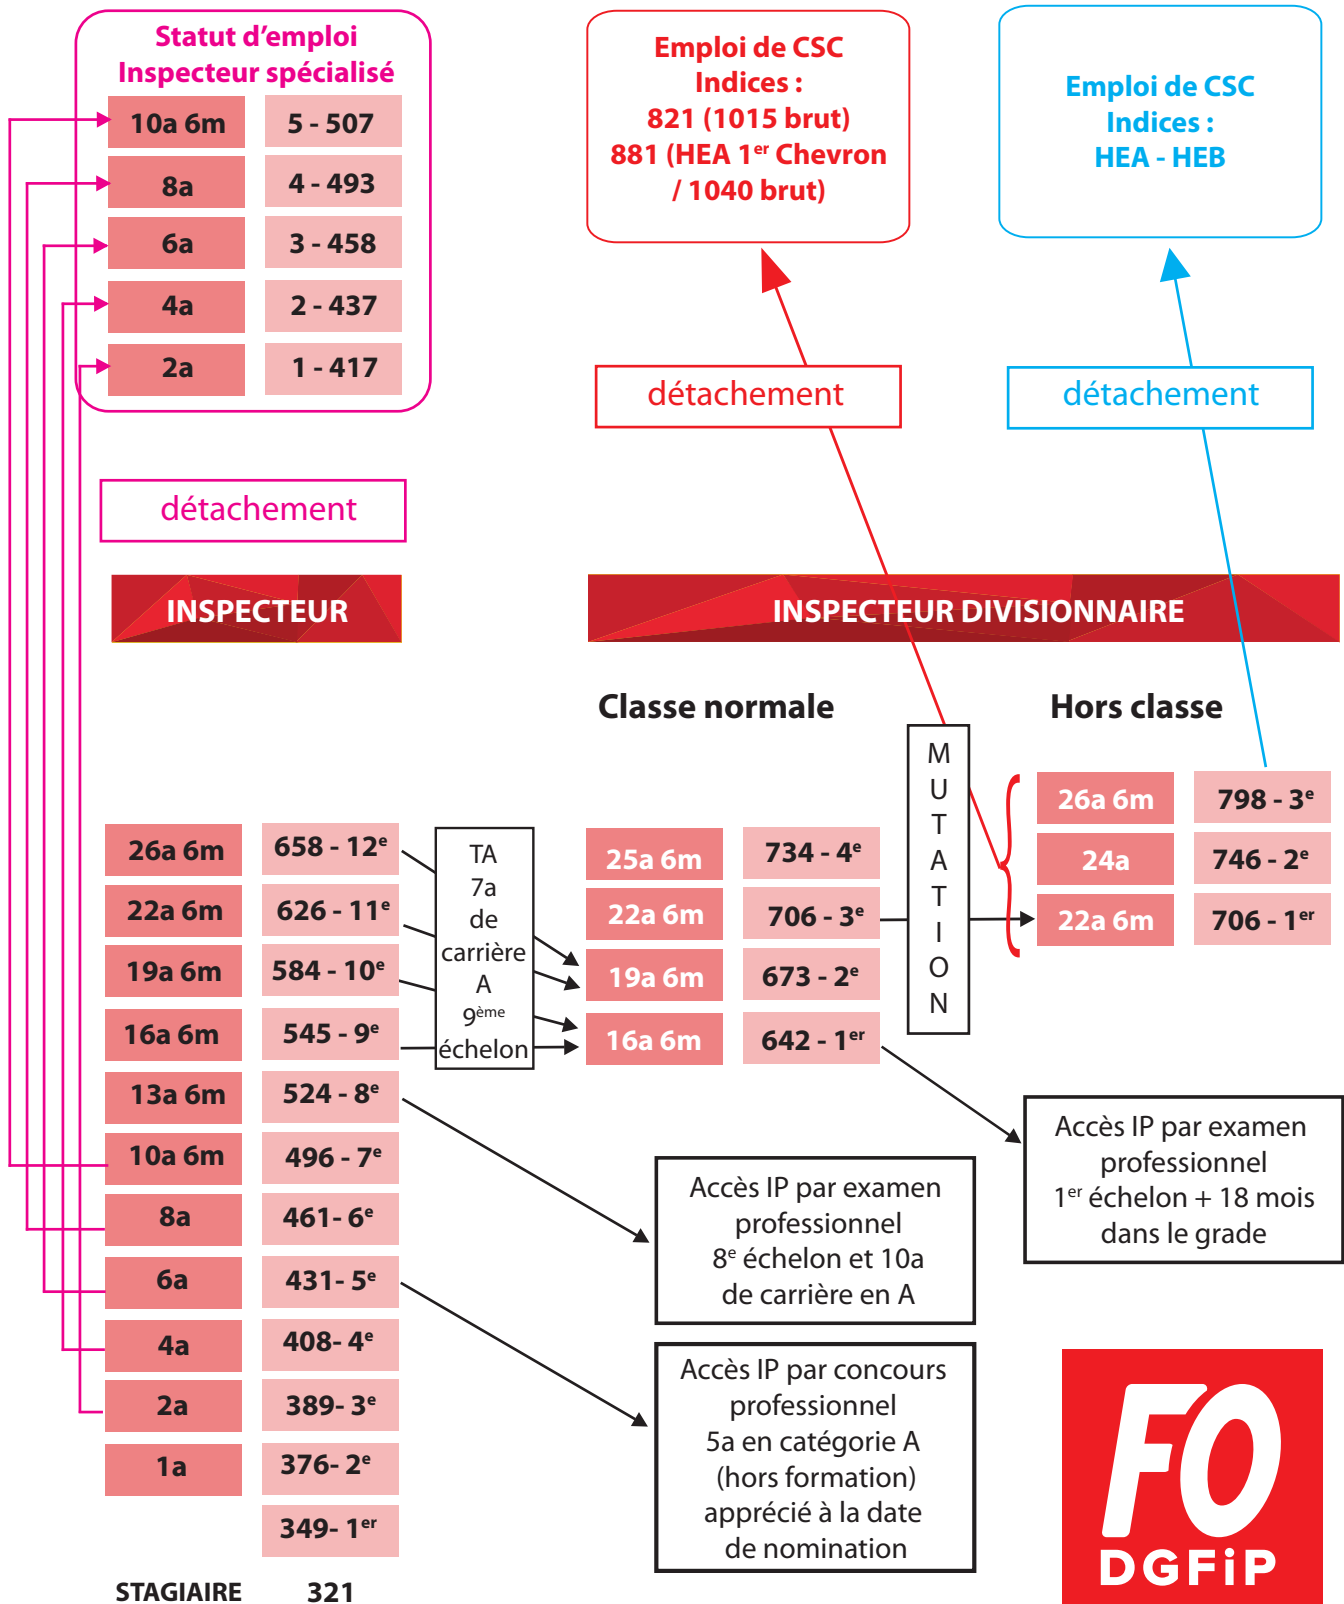 Statut d'emploi
Inspecteur spécialisé
10a 6m 5 - 507
8a 4 - 493
6a 3 - 458
4a 2 - 437
2a 1 - 417
détachement
INSPECTEUR
26a 6m 658 - 12e
22a 6m 626 - 11e
19a 6m 584 - 10e
16a 6m 545 - 9e
13a 6m 524 - 8e
10a 6m 496 - 7e
8a 461- 6e
6a 431- 5e
4a 408- 4e
2a 389- 3e
1a 376- 2e
349- 1er
STAGIAIRE 321
TA
7a
de
carrière
A
9ème
échelon
Emploi de CSC
Indices :
821 (1015 brut)
881 (HEA 1er Chevron
/ 1040 brut)
détachement
Emploi de CSC
Indices :
HEA - HEB
détachement
INSPECTEUR DIVISIONNAIRE
Classe normale
25a 6m 734 - 4e
22a 6m 706 - 3e
19a 6m 673 - 2e
16a 6m 642 - 1er
M
U
T
A
T
I
O
N
Hors classe
26a 6m 798 - 3e
24a 746 - 2e
22a 6m 706 - 1er
Accès IP par examen
professionnel
1er échelon + 18 mois
dans le grade
Accès IP par examen
professionnel
8e échelon et 10a
de carrière en A
Accès IP par concours
professionnel
5a en catégorie A
(hors formation)
apprécié à la date
de nomination
FO
DGFiP